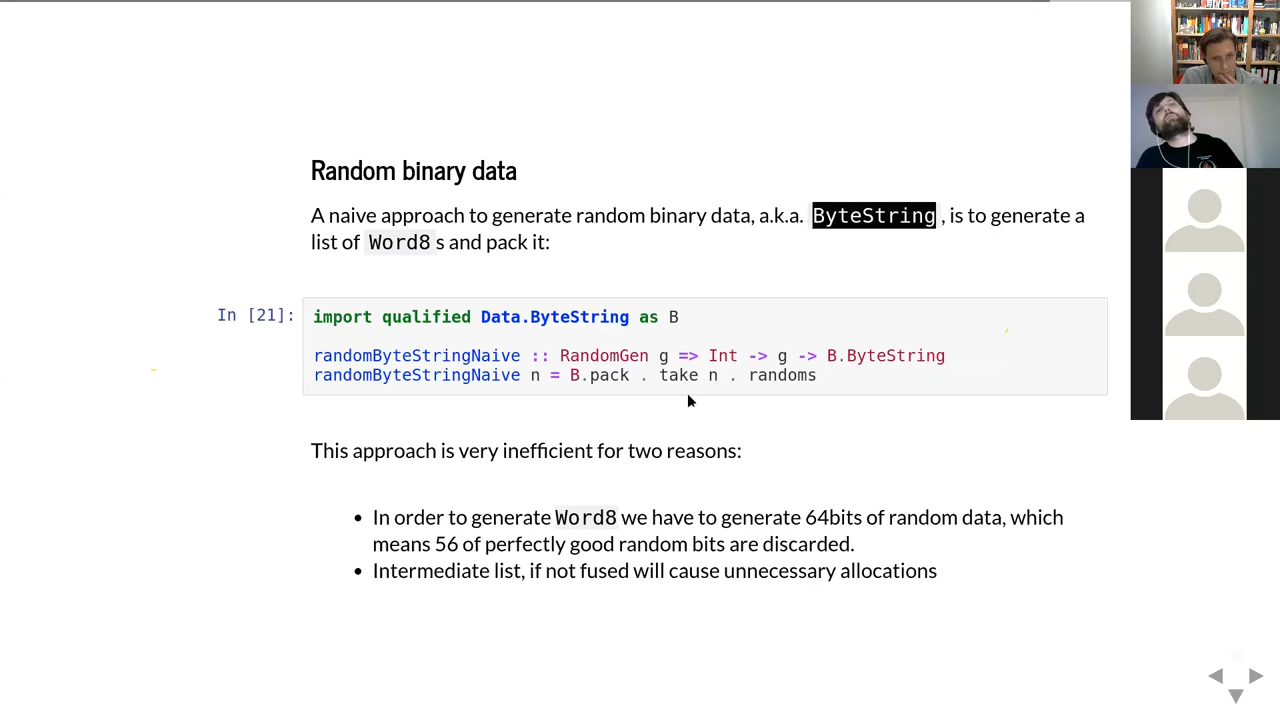 Random binary data
A naive approach to generate random binary data, a.k.a. ByteString , is to generate a
list of Word8 s and pack it:
In [21]:
import qualified Data.ByteString as B
randomByteStringNaive :: RandomGen g => Int -> g -> B.ByteString
randomByteStringNaive n = B.pack . take n . randoms
This approach is very inefficient for two reasons:
• In order to generate Word8 we have to generate 64bits of random data, which
means 56 of perfectly good random bits are discarded.
• Intermediate list, if not fused will cause unnecessary allocations